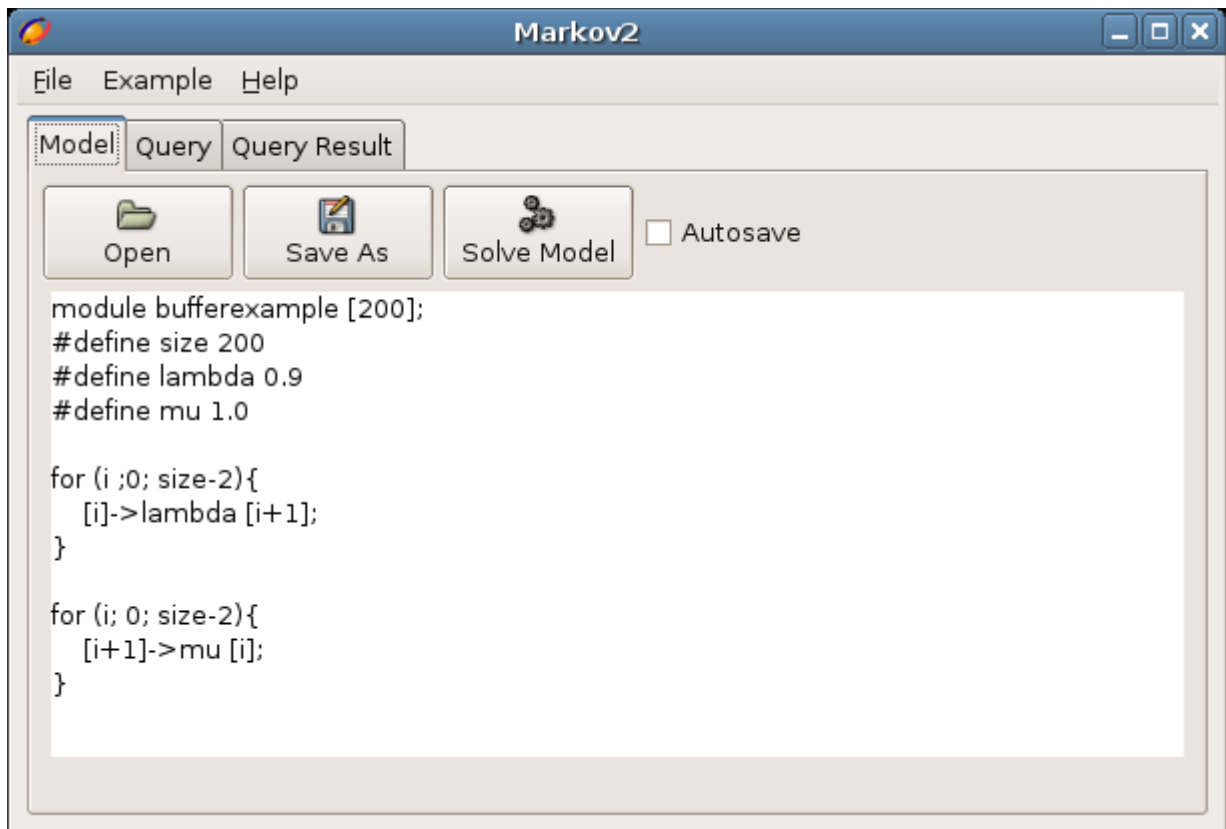 Markov2
File Example Help
Model Query Query Result
Open Save As Solve Model Autosave
module bufferexample [200];
#define size 200
#define lambda 0.9
#define mu 1.0
for (i ;0; size-2){
    [i]->lambda [i+1];
}
for (i; 0; size-2){
    [i+1]->mu [i];
}